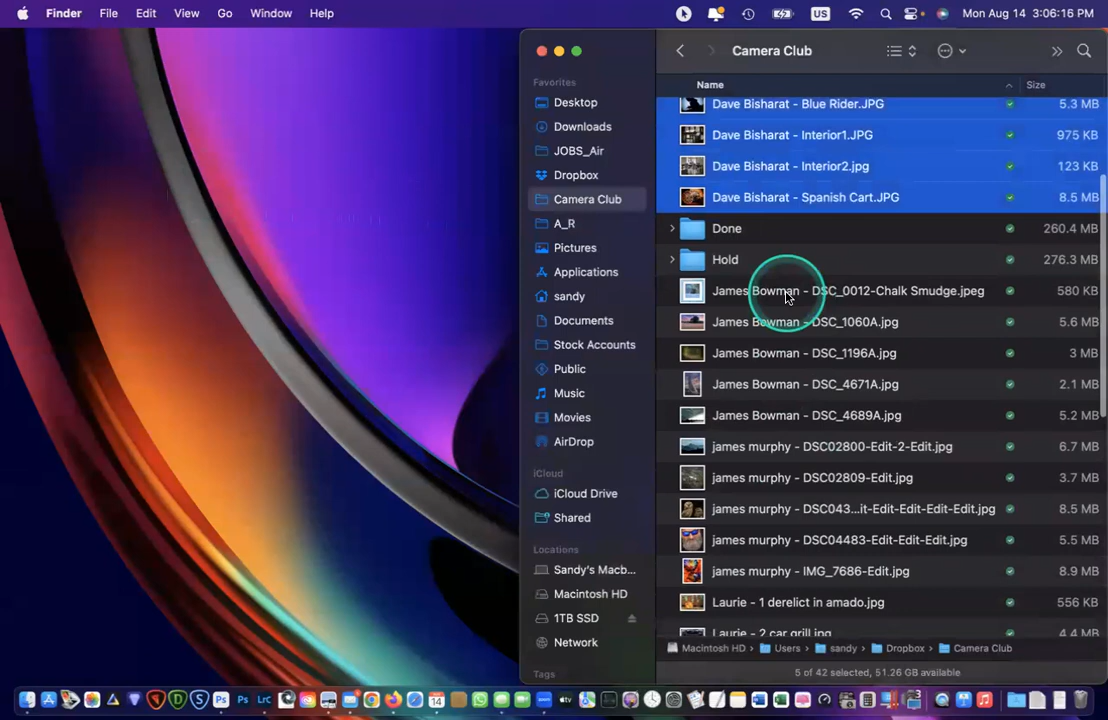 Finder File Edit View Go Window Help US Mon Aug 14 3:06:16 PM
Camera Club
Favorites
Desktop
Downloads
JOBS_Air
Dropbox
Camera Club
A_R
Pictures
Applications
sandy
Documents
Stock Accounts
Public
Music
Movies
AirDrop
iCloud
iCloud Drive
Shared
Locations
Sandy's Macb...
Macintosh HD
1TB SSD
Network
Tags
Name Size
Dave Bisharat - Blue Rider.JPG 5.3 MB
Dave Bisharat - Interior1.JPG 975 KB
Dave Bisharat - Interior2.jpg 123 KB
Dave Bisharat - Spanish Cart.JPG 8.5 MB
Done 260.4 MB
Hold 276.3 MB
James Bowman - DSC_0012-Chalk Smudge.jpeg 580 KB
James Bowman - DSC_1060A.jpg 5.6 MB
James Bowman - DSC_1196A.jpg 3 MB
James Bowman - DSC_4671A.jpg 2.1 MB
James Bowman - DSC_4689A.jpg 5.2 MB
james murphy - DSC02800-Edit-2-Edit.jpg 6.7 MB
james murphy - DSC02809-Edit.jpg 3.7 MB
james murphy - DSC043...it-Edit-Edit-Edit-Edit.jpg 8.5 MB
james murphy - DSC04483-Edit-Edit-Edit.jpg 5.5 MB
james murphy - IMG_7686-Edit.jpg 8.9 MB
Laurie - 1 derelict in amado.jpg 556 KB
Laurie - 2 car grill.jpg 4.4 MB
Macintosh HD › Users › sandy › Dropbox › Camera Club
5 of 42 selected, 51.26 GB available